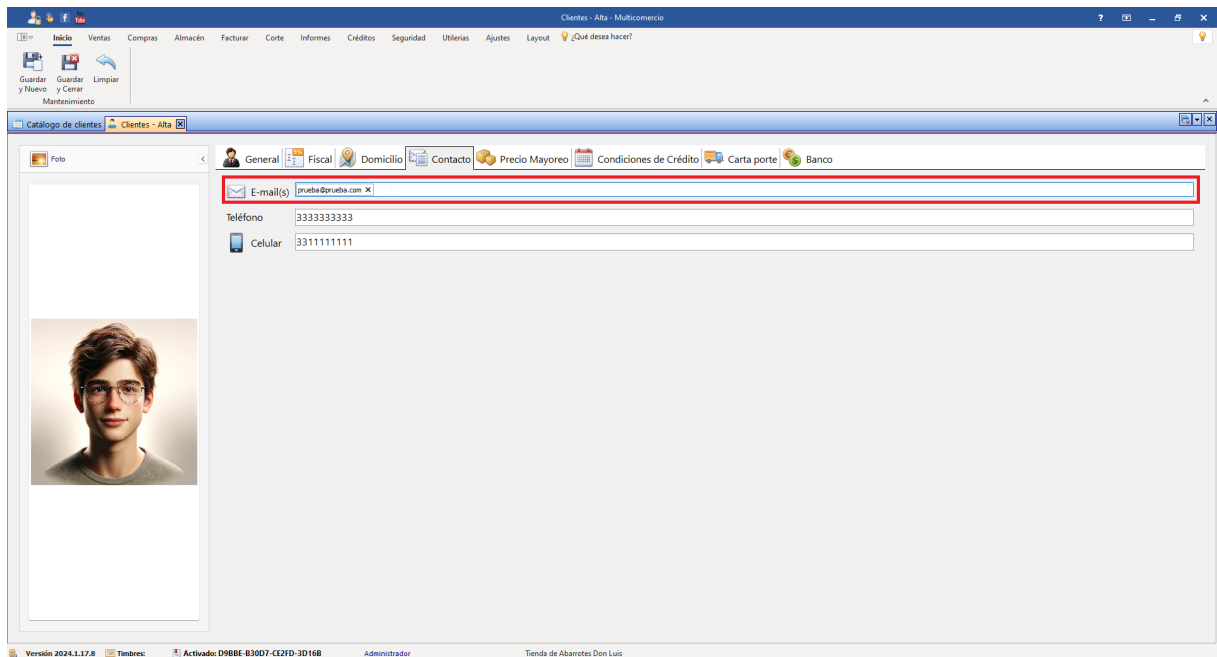 Clientes - Alta - Multicomercio
Inicio Ventas Compras Almacén Facturar Corte Informes Créditos Seguridad Utilerias Ajustes Layout ¿Qué desea hacer?
Guardar y Nuevo
Guardar y Cerrar
Limpiar
Mantenimiento
Catálogo de clientes Clientes - Alta
Foto
General Fiscal Domicilio Contacto Precio Mayoreo Condiciones de Crédito Carta porte Banco
E-mail(s) prueba@prueba.com
Teléfono 3333333333
Celular 3311111111
Versión 2024.1.17.8 Timbres: Activado: D9BBE-B30D7-CE2FD-3D16B Administrador Tienda de Abarrotes Don Luis